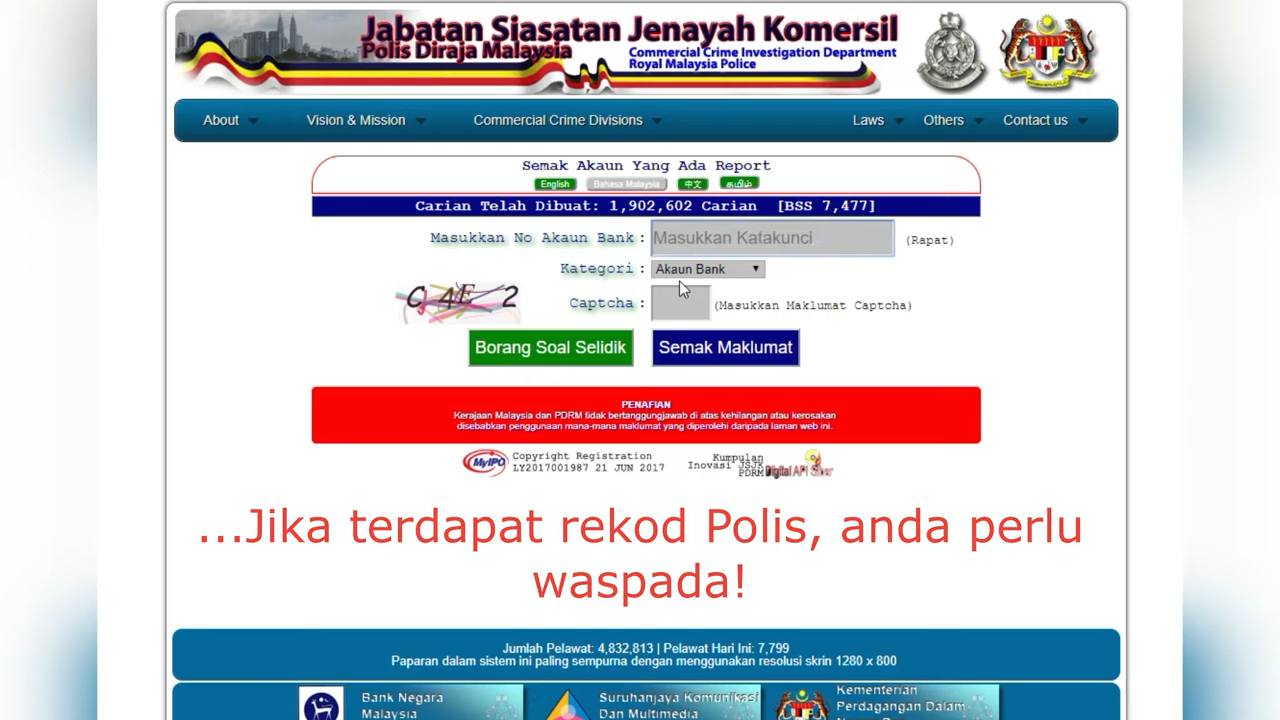 Jabatan Siasatan Jenayah Komersil
Polis Diraja Malaysia
Commercial Crime Investigation Department
Royal Malaysia Police
About
Vision & Mission
Commercial Crime Divisions
Laws
Others
Contact us
Semak Akaun Yang Ada Report
English
Bahasa Malaysia
中文
தமிழ்
Carian Telah Dibuat: 1,902,602 Carian [BSS 7,477]
Masukkan No Akaun Bank :
Masukkan Katakunci
(Rapat)
Kategori :
Akaun Bank
C 4 E 2
Captcha :
(Masukkan Maklumat Captcha)
Borang Soal Selidik
Semak Maklumat
PENAFIAN
Kerajaan Malaysia dan PDRM tidak bertanggungjawab di atas kehilangan atau kerosakan
disebabkan penggunaan mana-mana maklumat yang diperolehi daripada laman web ini.
MyIPO
Copyright Registration
LY2017001987 21 JUN 2017
Kumpulan
Inovasi JSJK
PDRM
Digital API Silver
...Jika terdapat rekod Polis, anda perlu
waspada!
Jumlah Pelawat: 4,832,813 | Pelawat Hari Ini: 7,799
Paparan dalam sistem ini paling sempurna dengan menggunakan resolusi skrin 1280 x 800
Bank Negara
Malaysia
Suruhanjaya Komunikasi
Dan Multimedia
Kementerian
Perdagangan Dalam